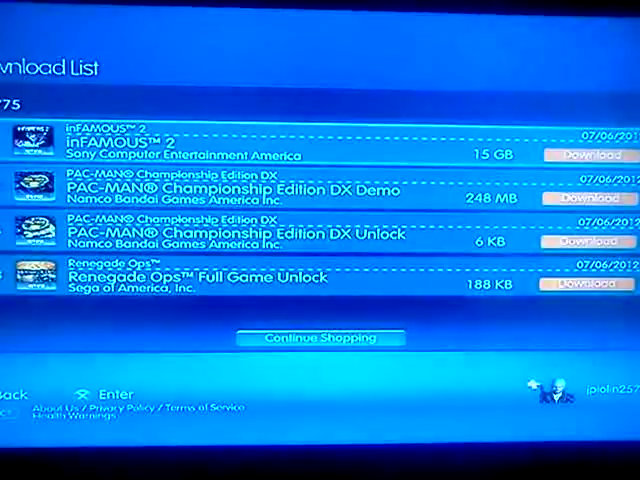 wnload List
/75
inFAMOUS™ 2
07/06/2012
inFAMOUS™ 2
Sony Computer Entertainment America
15 GB
Download
PAC-MAN® Championship Edition DX
07/06/2012
PAC-MAN® Championship Edition DX Demo
Namco Bandai Games America Inc.
248 MB
Download
PAC-MAN® Championship Edition DX
07/06/2012
PAC-MAN® Championship Edition DX Unlock
Namco Bandai Games America Inc.
6 KB
Download
Renegade Ops™
07/06/2012
Renegade Ops™ Full Game Unlock
Sega of America, Inc.
188 KB
Download
Continue Shopping
Back
Enter
jpiolin257
About Us / Privacy Policy / Terms of Service
Health Warnings